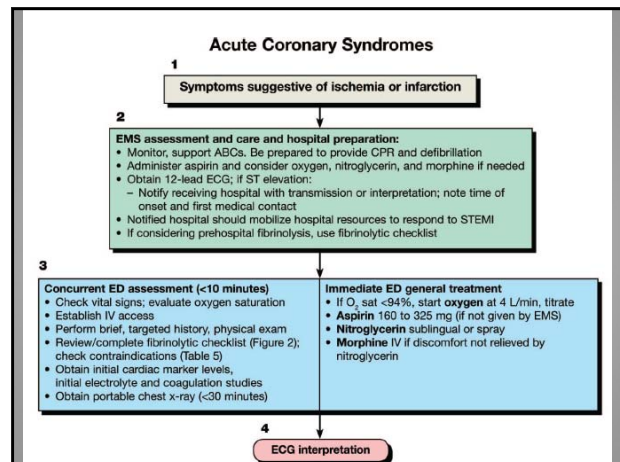 Acute Coronary Syndromes
1
Symptoms suggestive of ischemia or infarction
2
EMS assessment and care and hospital preparation:
• Monitor, support ABCs. Be prepared to provide CPR and defibrillation
• Administer aspirin and consider oxygen, nitroglycerin, and morphine if needed
• Obtain 12-lead ECG; if ST elevation:
– Notify receiving hospital with transmission or interpretation; note time of
onset and first medical contact
• Notified hospital should mobilize hospital resources to respond to STEMI
• If considering prehospital fibrinolysis, use fibrinolytic checklist
3
Concurrent ED assessment (<10 minutes)
• Check vital signs; evaluate oxygen saturation
• Establish IV access
• Perform brief, targeted history, physical exam
• Review/complete fibrinolytic checklist (Figure 2);
check contraindications (Table 5)
• Obtain initial cardiac marker levels,
initial electrolyte and coagulation studies
• Obtain portable chest x-ray (<30 minutes)
Immediate ED general treatment
• If O₂ sat <94%, start oxygen at 4 L/min, titrate
• Aspirin 160 to 325 mg (if not given by EMS)
• Nitroglycerin sublingual or spray
• Morphine IV if discomfort not relieved by
nitroglycerin
4
ECG interpretation